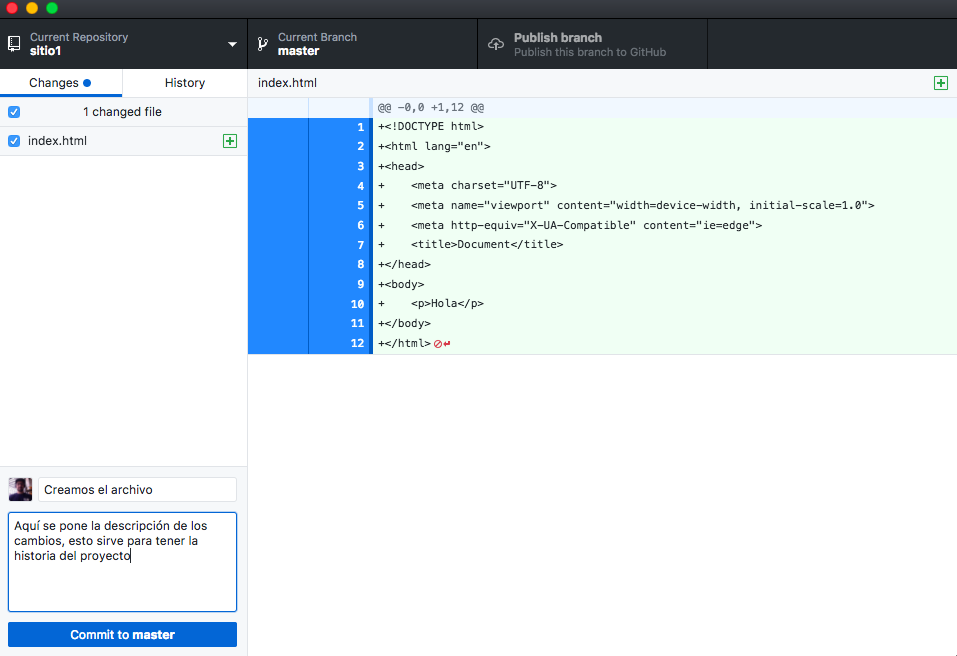 Current Repository
sitio1
Current Branch
master
Publish branch
Publish this branch to GitHub
Changes
History
1 changed file
index.html
index.html
@@ -0,0 +1,12 @@
1 +<!DOCTYPE html>
2 +<html lang="en">
3 +<head>
4 +    <meta charset="UTF-8">
5 +    <meta name="viewport" content="width=device-width, initial-scale=1.0">
6 +    <meta http-equiv="X-UA-Compatible" content="ie=edge">
7 +    <title>Document</title>
8 +</head>
9 +<body>
10 +    <p>Hola</p>
11 +</body>
12 +</html>
Creamos el archivo
Aquí se pone la descripción de los
cambios, esto sirve para tener la
historia del proyecto
Commit to master